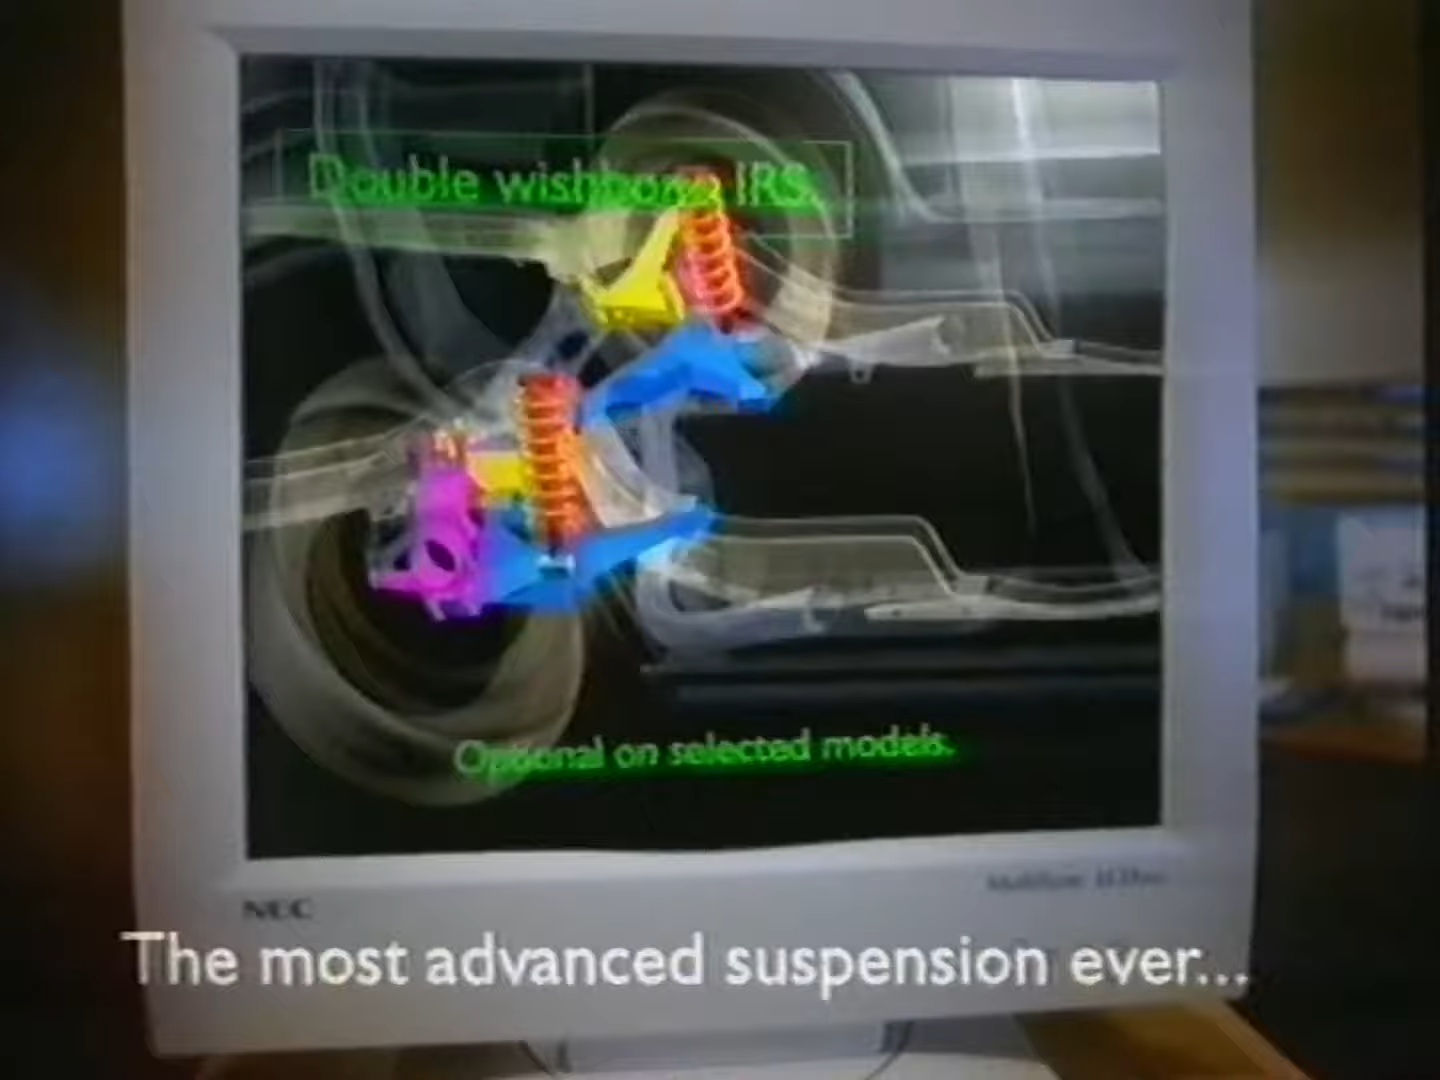 Double wishbone IRS.
Optional on selected models.
NEC
The most advanced suspension ever...